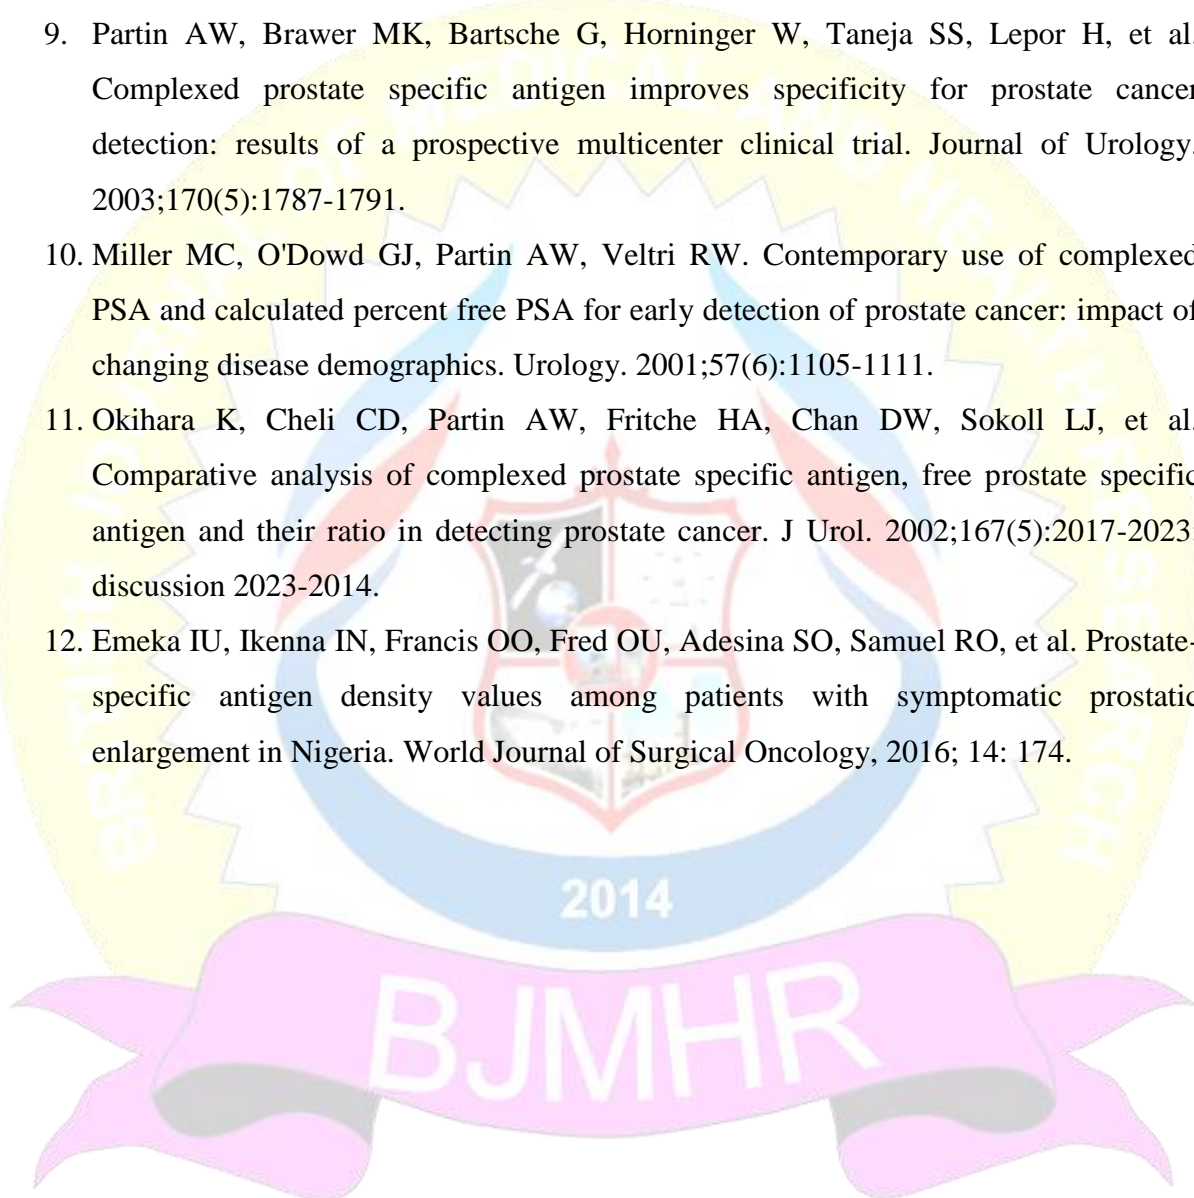 9. Partin AW, Brawer MK, Bartsche G, Horninger W, Taneja SS, Lepor H, et al.
Complexed prostate specific antigen improves specificity for prostate cancer
detection: results of a prospective multicenter clinical trial. Journal of Urology.
2003;170(5):1787-1791.
10. Miller MC, O'Dowd GJ, Partin AW, Veltri RW. Contemporary use of complexed
PSA and calculated percent free PSA for early detection of prostate cancer: impact of
changing disease demographics. Urology. 2001;57(6):1105-1111.
11. Okihara K, Cheli CD, Partin AW, Fritche HA, Chan DW, Sokoll LJ, et al.
Comparative analysis of complexed prostate specific antigen, free prostate specific
antigen and their ratio in detecting prostate cancer. J Urol. 2002;167(5):2017-2023;
discussion 2023-2014.
12. Emeka IU, Ikenna IN, Francis OO, Fred OU, Adesina SO, Samuel RO, et al. Prostate-
specific antigen density values among patients with symptomatic prostatic
enlargement in Nigeria. World Journal of Surgical Oncology, 2016; 14: 174.
BRITISH JOURNAL OF MEDICAL AND HEALTH RESEARCH
2014
BJMHR